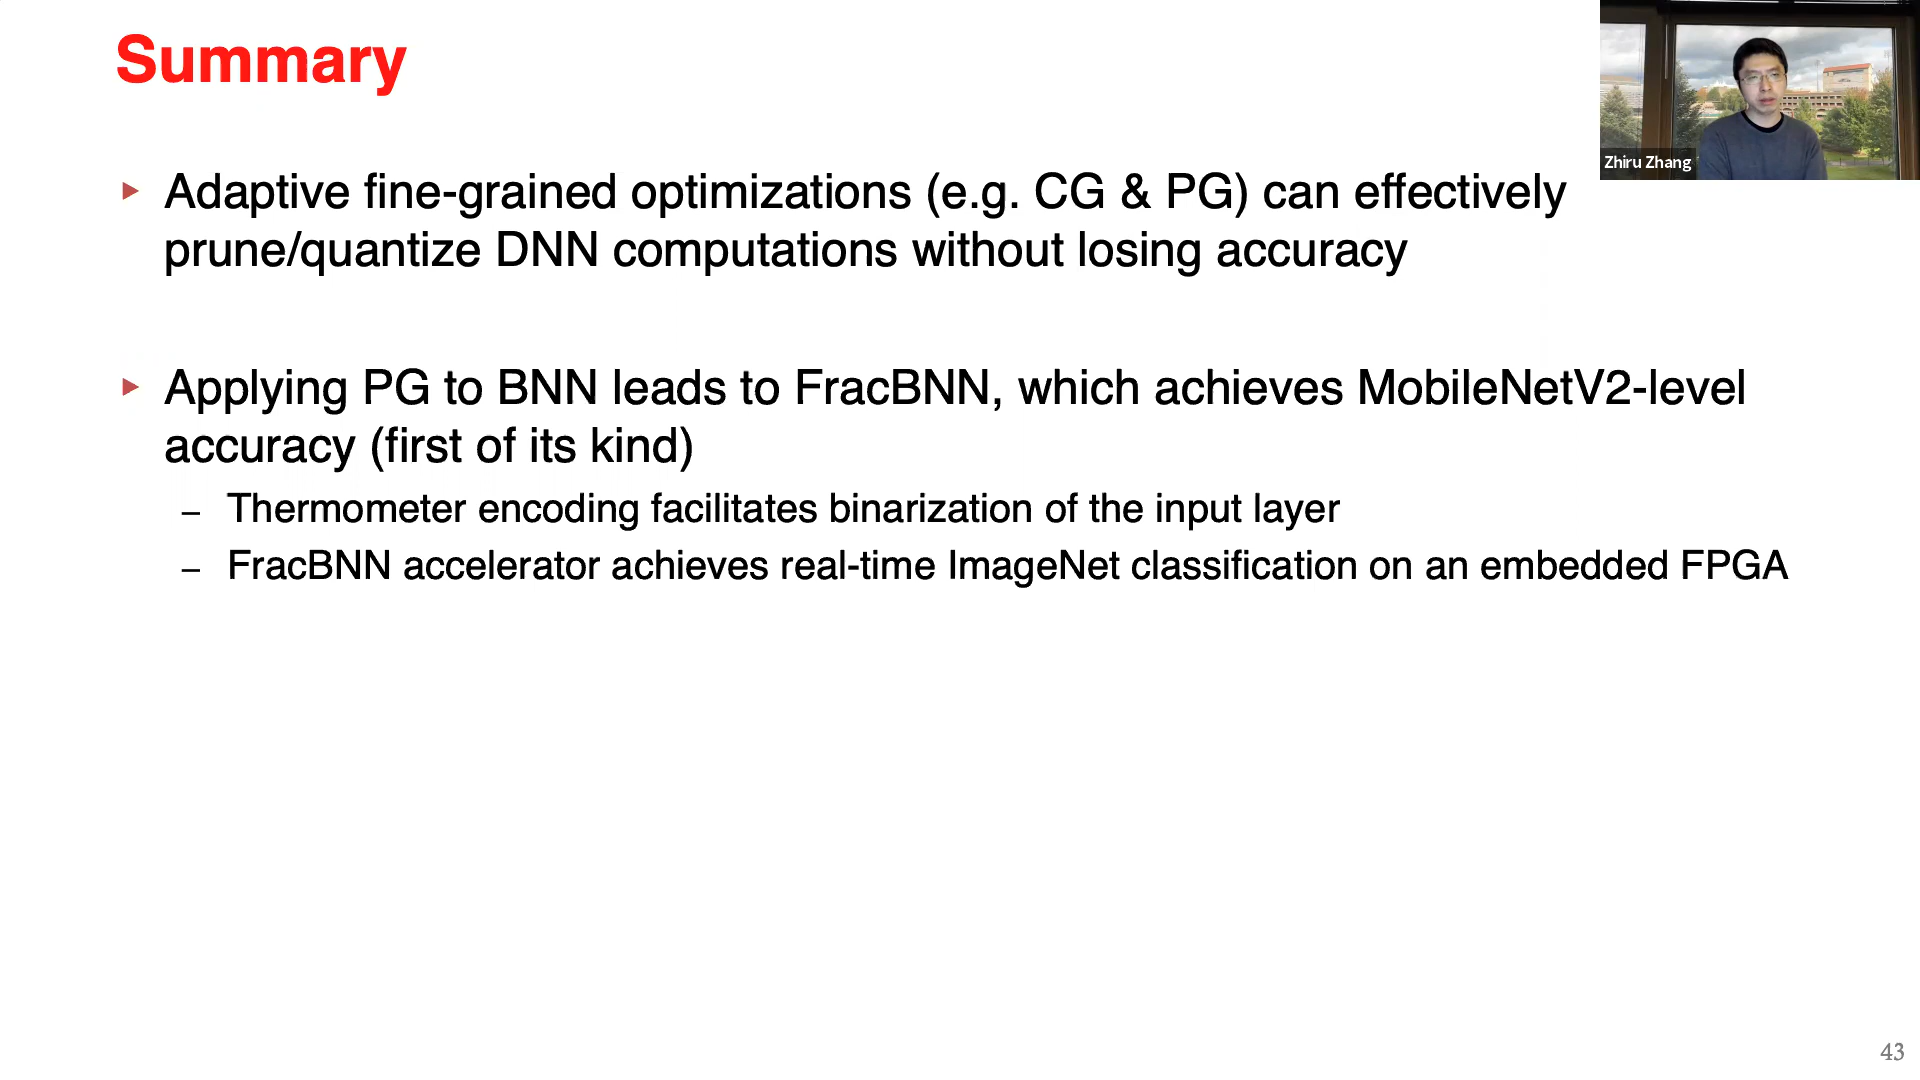 Summary
Zhiru Zhang
▸ Adaptive fine-grained optimizations (e.g. CG & PG) can effectively
prune/quantize DNN computations without losing accuracy
▸ Applying PG to BNN leads to FracBNN, which achieves MobileNetV2-level
accuracy (first of its kind)
– Thermometer encoding facilitates binarization of the input layer
– FracBNN accelerator achieves real-time ImageNet classification on an embedded FPGA
43